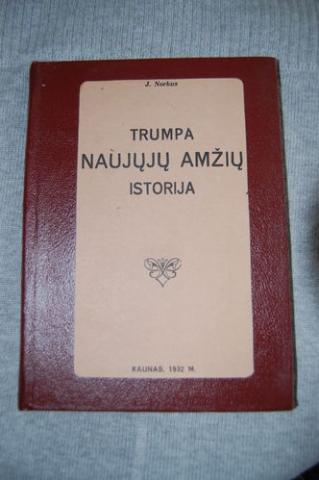 J. Norkus
TRUMPA
NAUJŲJŲ AMŽIŲ
ISTORIJA
KAUNAS, 1932 M.